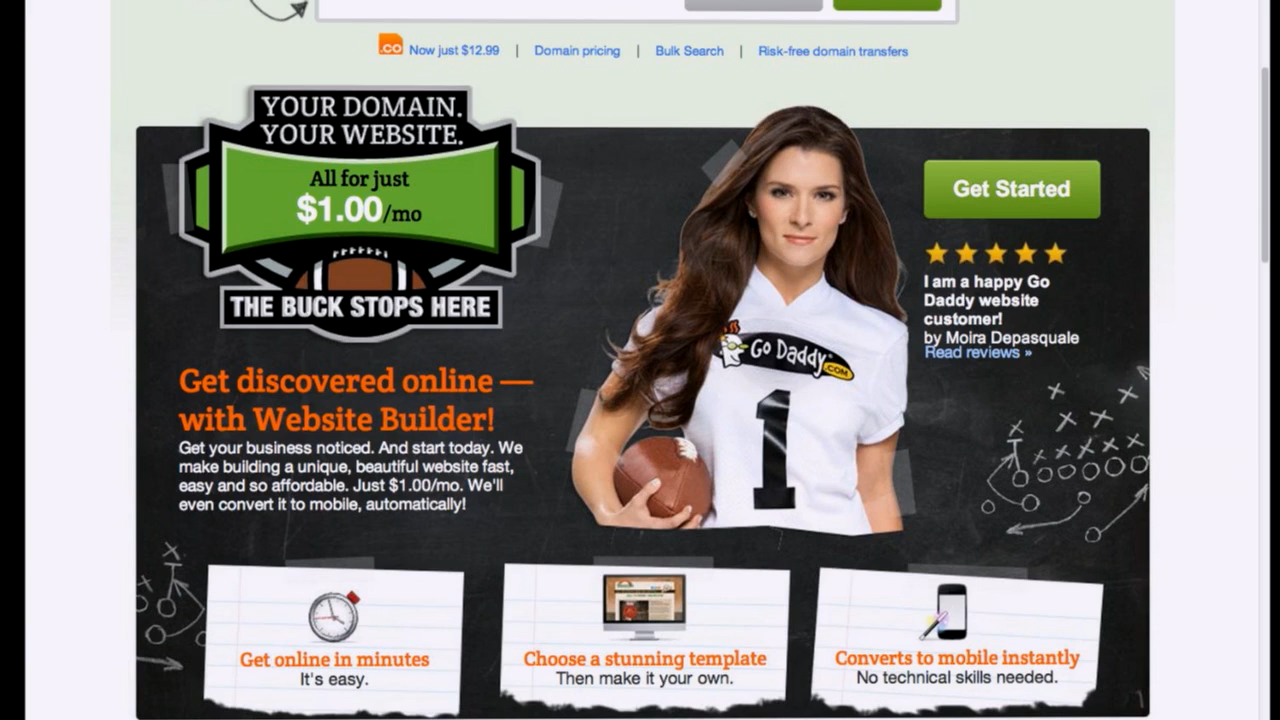 .co Now just $12.99 | Domain pricing | Bulk Search | Risk-free domain transfers
YOUR DOMAIN.
YOUR WEBSITE.
All for just
$1.00/mo
THE BUCK STOPS HERE
Get discovered online —
with Website Builder!
Get your business noticed. And start today. We
make building a unique, beautiful website fast,
easy and so affordable. Just $1.00/mo. We'll
even convert it to mobile, automatically!
Go Daddy
.COM
1
Get Started
I am a happy Go
Daddy website
customer!
by Moira Depasquale
Read reviews »
Get online in minutes
It's easy.
Choose a stunning template
Then make it your own.
Converts to mobile instantly
No technical skills needed.